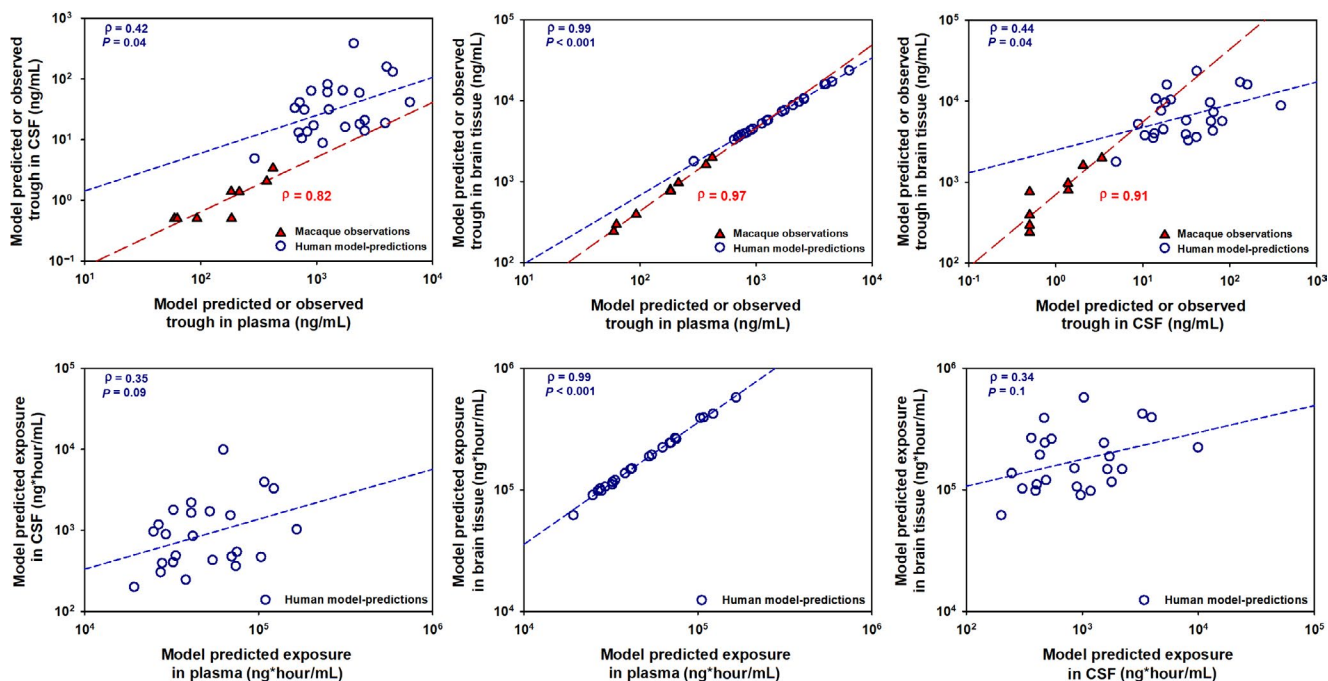 ρ = 0.42
P = 0.04
Model predicted or observed
trough in CSF (ng/mL)
10³
10²
10¹
10⁰
10⁻¹
ρ = 0.82
Macaque observations
Human model-predictions
10¹
10²
10³
10⁴
Model predicted or observed
trough in plasma (ng/mL)
ρ = 0.99
P < 0.001
Model predicted or observed
trough in brain tissue (ng/mL)
10⁵
10⁴
10³
10²
ρ = 0.97
Macaque observations
Human model-predictions
10¹
10²
10³
10⁴
Model predicted or observed
trough in plasma (ng/mL)
ρ = 0.44
P = 0.04
Model predicted or observed
trough in brain tissue (ng/mL)
10⁵
10⁴
10³
10²
ρ = 0.91
Macaque observations
Human model-predictions
10⁻¹
10⁰
10¹
10²
10³
Model predicted or observed
trough in CSF (ng/mL)
ρ = 0.35
P = 0.09
Model predicted exposure
in CSF (ng*hour/mL)
10⁵
10⁴
10³
10²
Human model-predictions
10⁴
10⁵
10⁶
Model predicted exposure
in plasma (ng*hour/mL)
ρ = 0.99
P < 0.001
Model predicted exposure
in brain tissue (ng*hour/mL)
10⁶
10⁵
10⁴
Human model-predictions
10⁴
10⁵
10⁶
Model predicted exposure
in plasma (ng*hour/mL)
ρ = 0.34
P = 0.1
Model predicted exposure
in brain tissue (ng*hour/mL)
10⁶
10⁵
10⁴
Human model-predictions
10²
10³
10⁴
10⁵
Model predicted exposure
in CSF (ng*hour/mL)